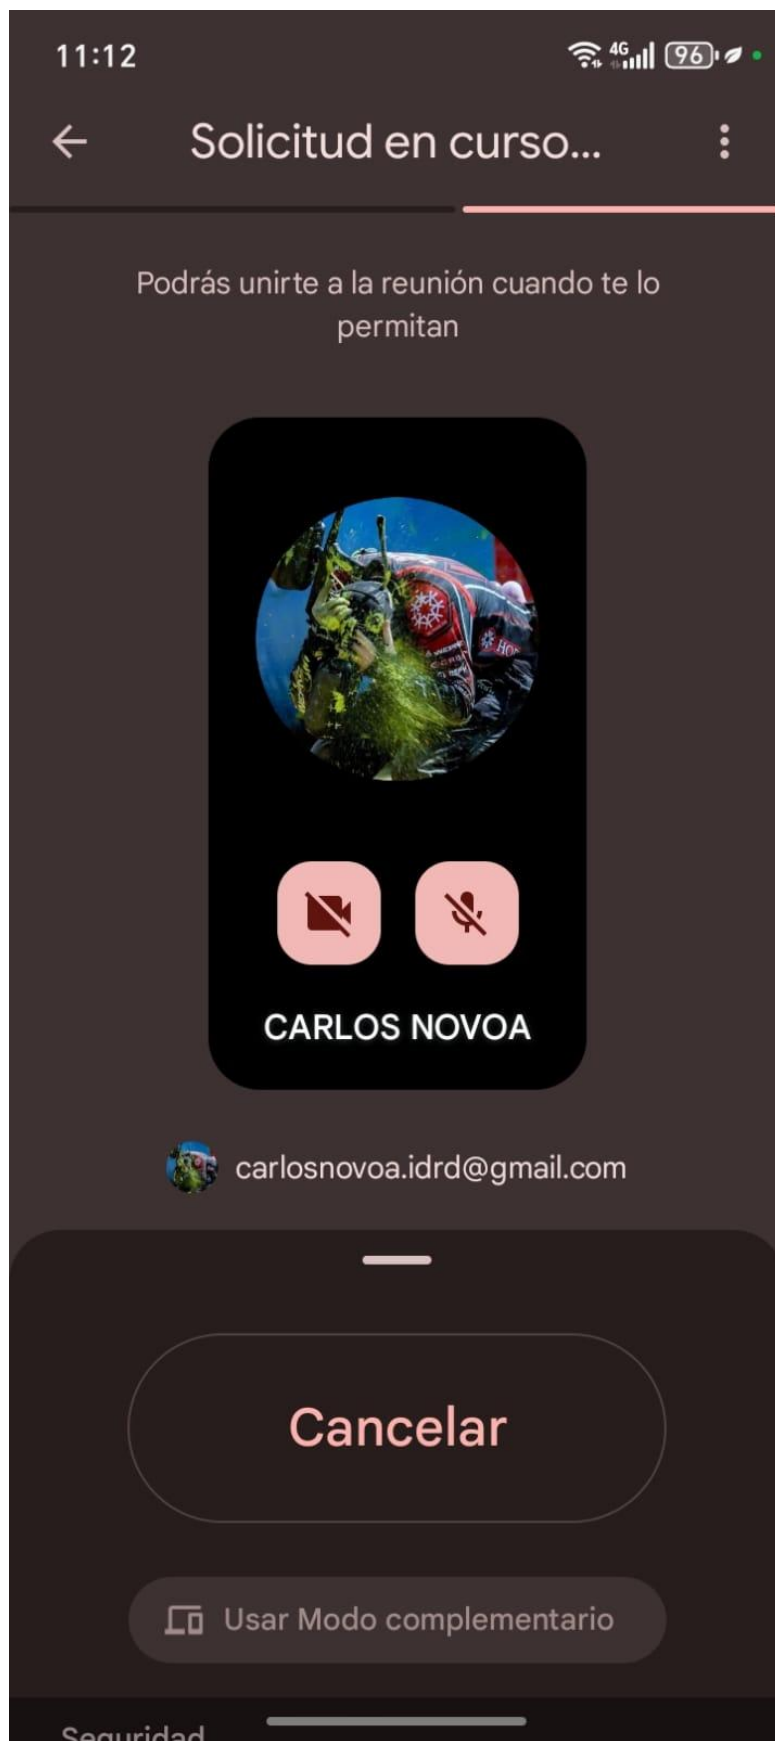 11:12
4G
96
Solicitud en curso...
Podrás unirte a la reunión cuando te lo
permitan
CARLOS NOVOA
carlosnovoa.idrd@gmail.com
Cancelar
Usar Modo complementario
Seguridad